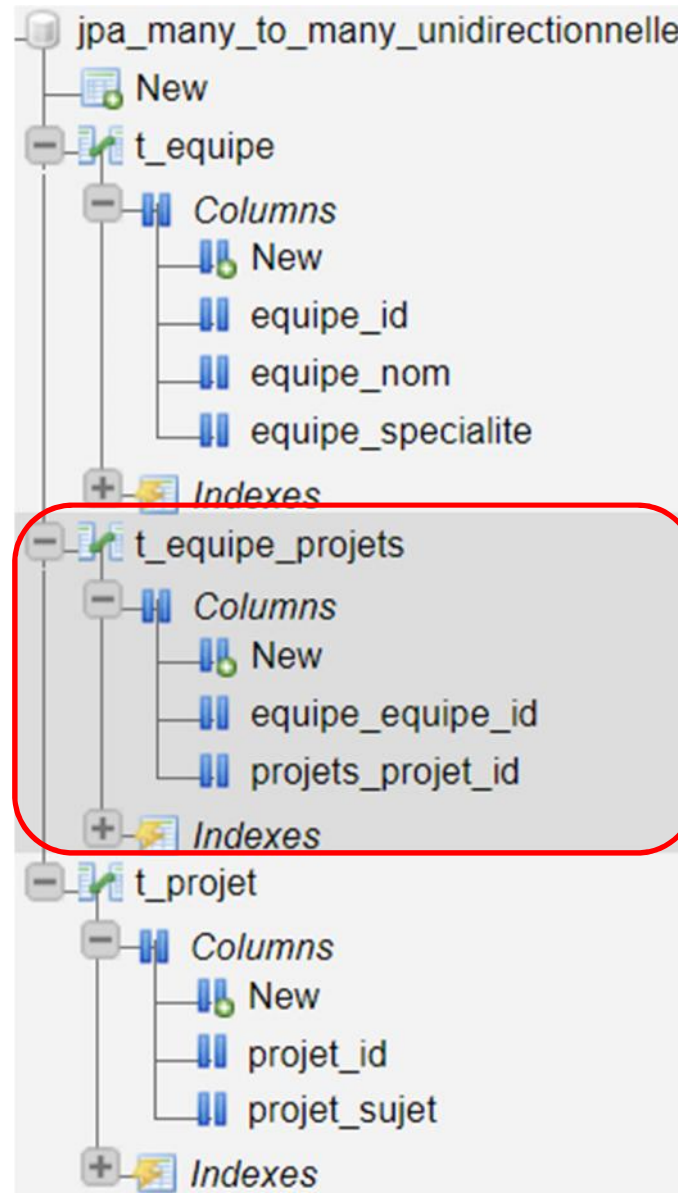 jpa_many_to_many_unidirectionnelle
New
t_equipe
Columns
New
equipe_id
equipe_nom
equipe_specialite
Indexes
t_equipe_projets
Columns
New
equipe_equipe_id
projets_projet_id
Indexes
t_projet
Columns
New
projet_id
projet_sujet
Indexes